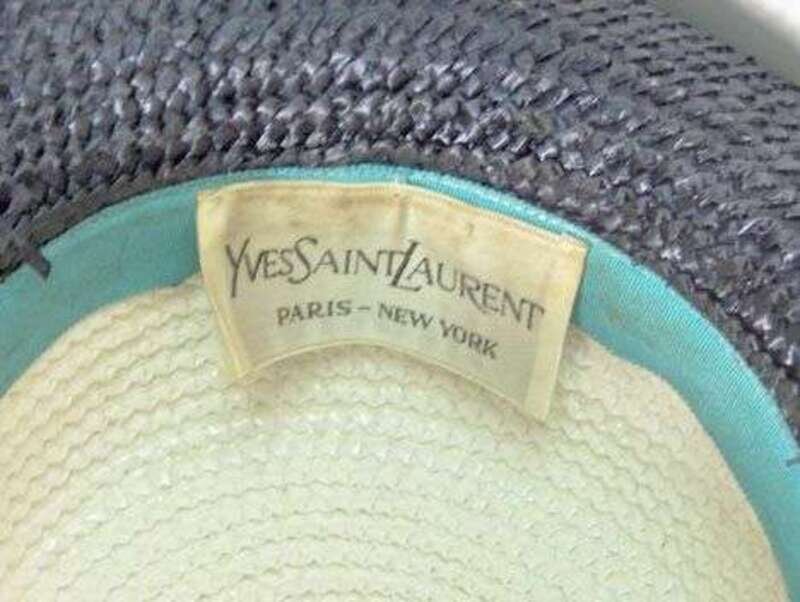 YVESSAINTLAURENT
PARIS – NEW YORK